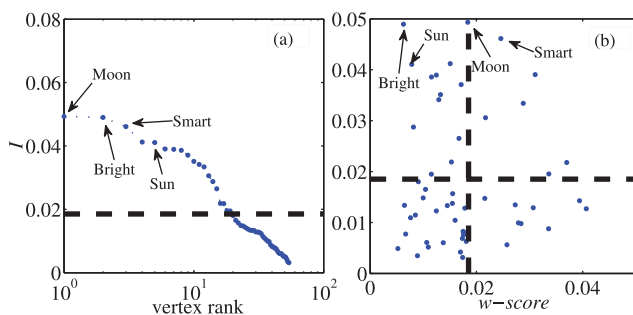 0.08
0.06
0.04
0.02
0
I
(a)
Moon
Smart
Bright
Sun
10^0
10^1
10^2
vertex rank
0.05
0.04
0.03
0.02
0.01
0
(b)
Sun
Smart
Bright
Moon
0
0.02
0.04
w-score